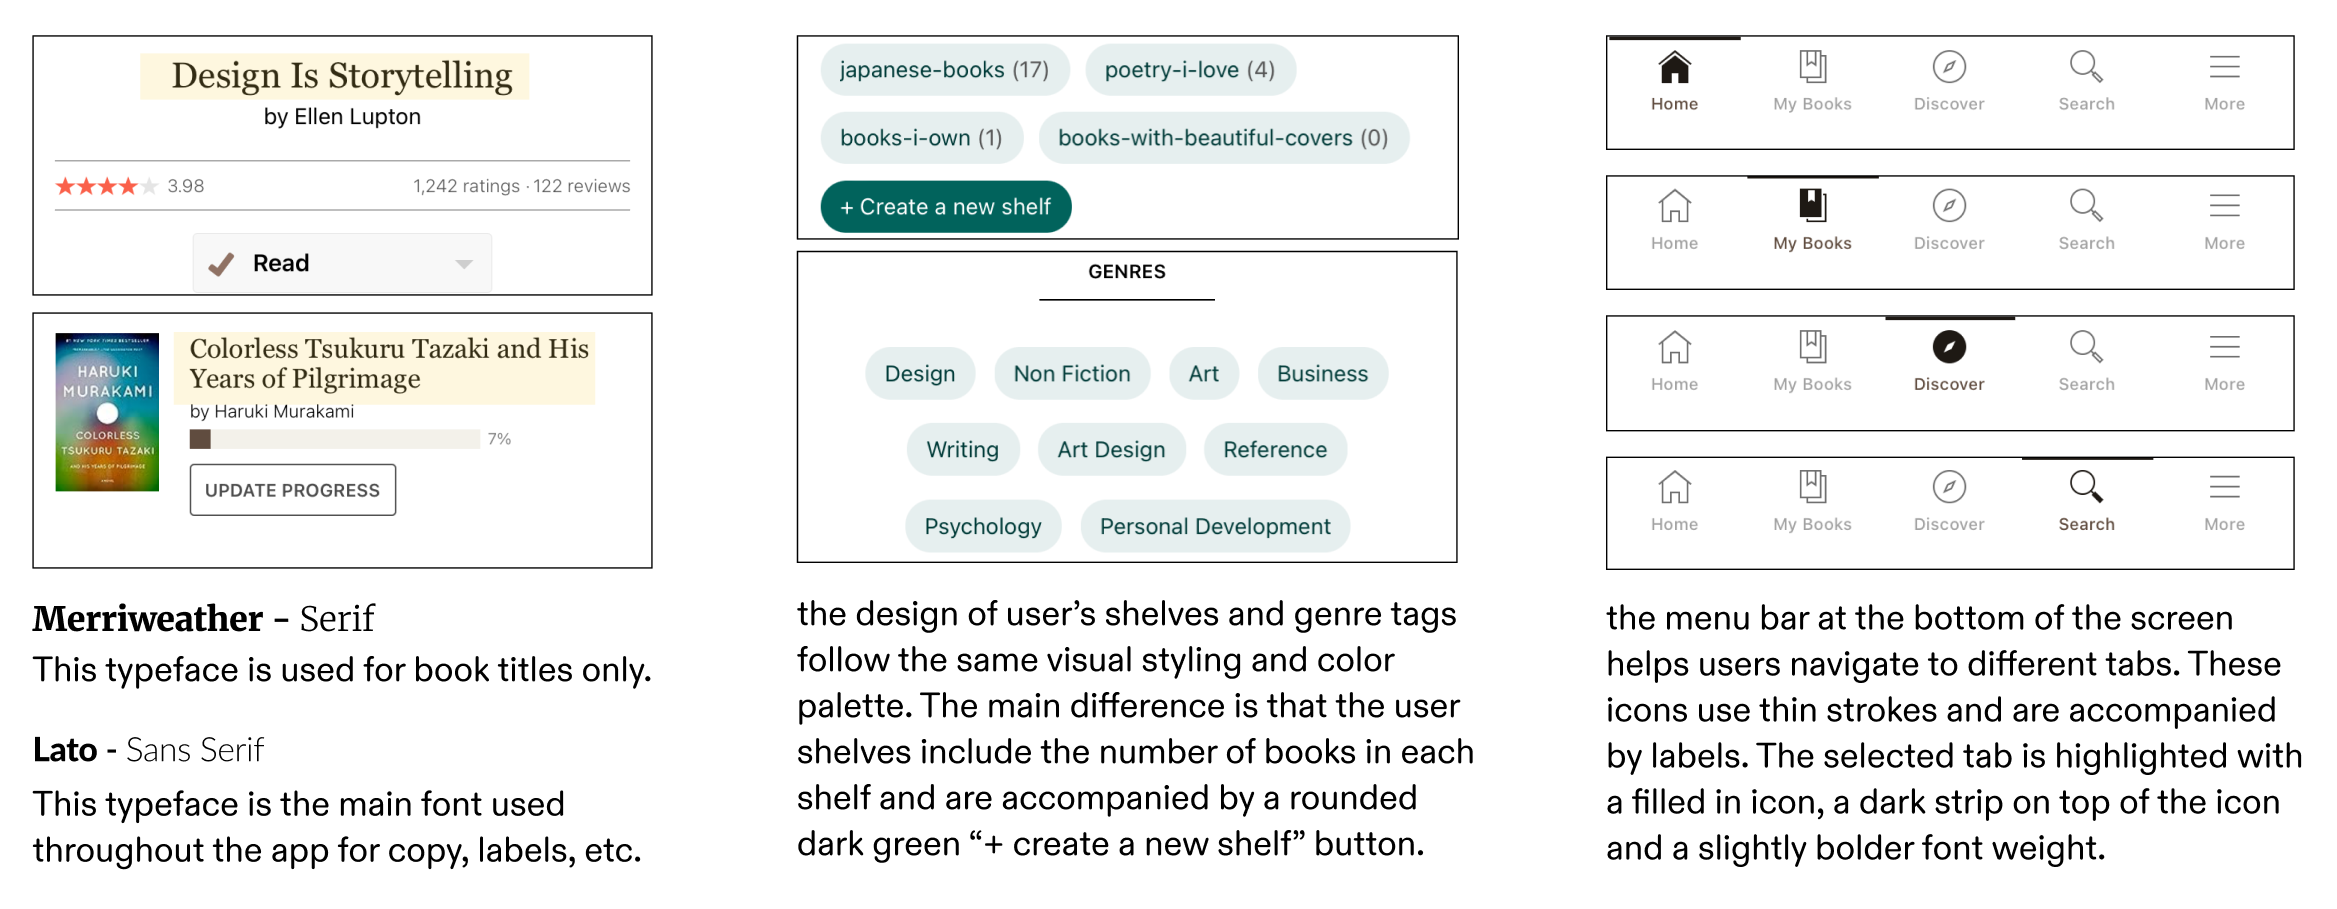 Design Is Storytelling
by Ellen Lupton
3.98
1,242 ratings · 122 reviews
Read
#1 NEW YORK TIMES BESTSELLER
HARUKI
MURAKAMI
COLORLESS
TSUKURU TAZAKI
AND HIS YEARS OF PILGRIMAGE
Colorless Tsukuru Tazaki and His
Years of Pilgrimage
by Haruki Murakami
7%
UPDATE PROGRESS
Merriweather - Serif
This typeface is used for book titles only.
Lato - Sans Serif
This typeface is the main font used
throughout the app for copy, labels, etc.
japanese-books (17)
poetry-i-love (4)
books-i-own (1)
books-with-beautiful-covers (0)
+ Create a new shelf
GENRES
Design
Non Fiction
Art
Business
Writing
Art Design
Reference
Psychology
Personal Development
the design of user’s shelves and genre tags
follow the same visual styling and color
palette. The main difference is that the user
shelves include the number of books in each
shelf and are accompanied by a rounded
dark green “+ create a new shelf” button.
Home
My Books
Discover
Search
More
Home
My Books
Discover
Search
More
Home
My Books
Discover
Search
More
Home
My Books
Discover
Search
More
the menu bar at the bottom of the screen
helps users navigate to different tabs. These
icons use thin strokes and are accompanied
by labels. The selected tab is highlighted with
a filled in icon, a dark strip on top of the icon
and a slightly bolder font weight.